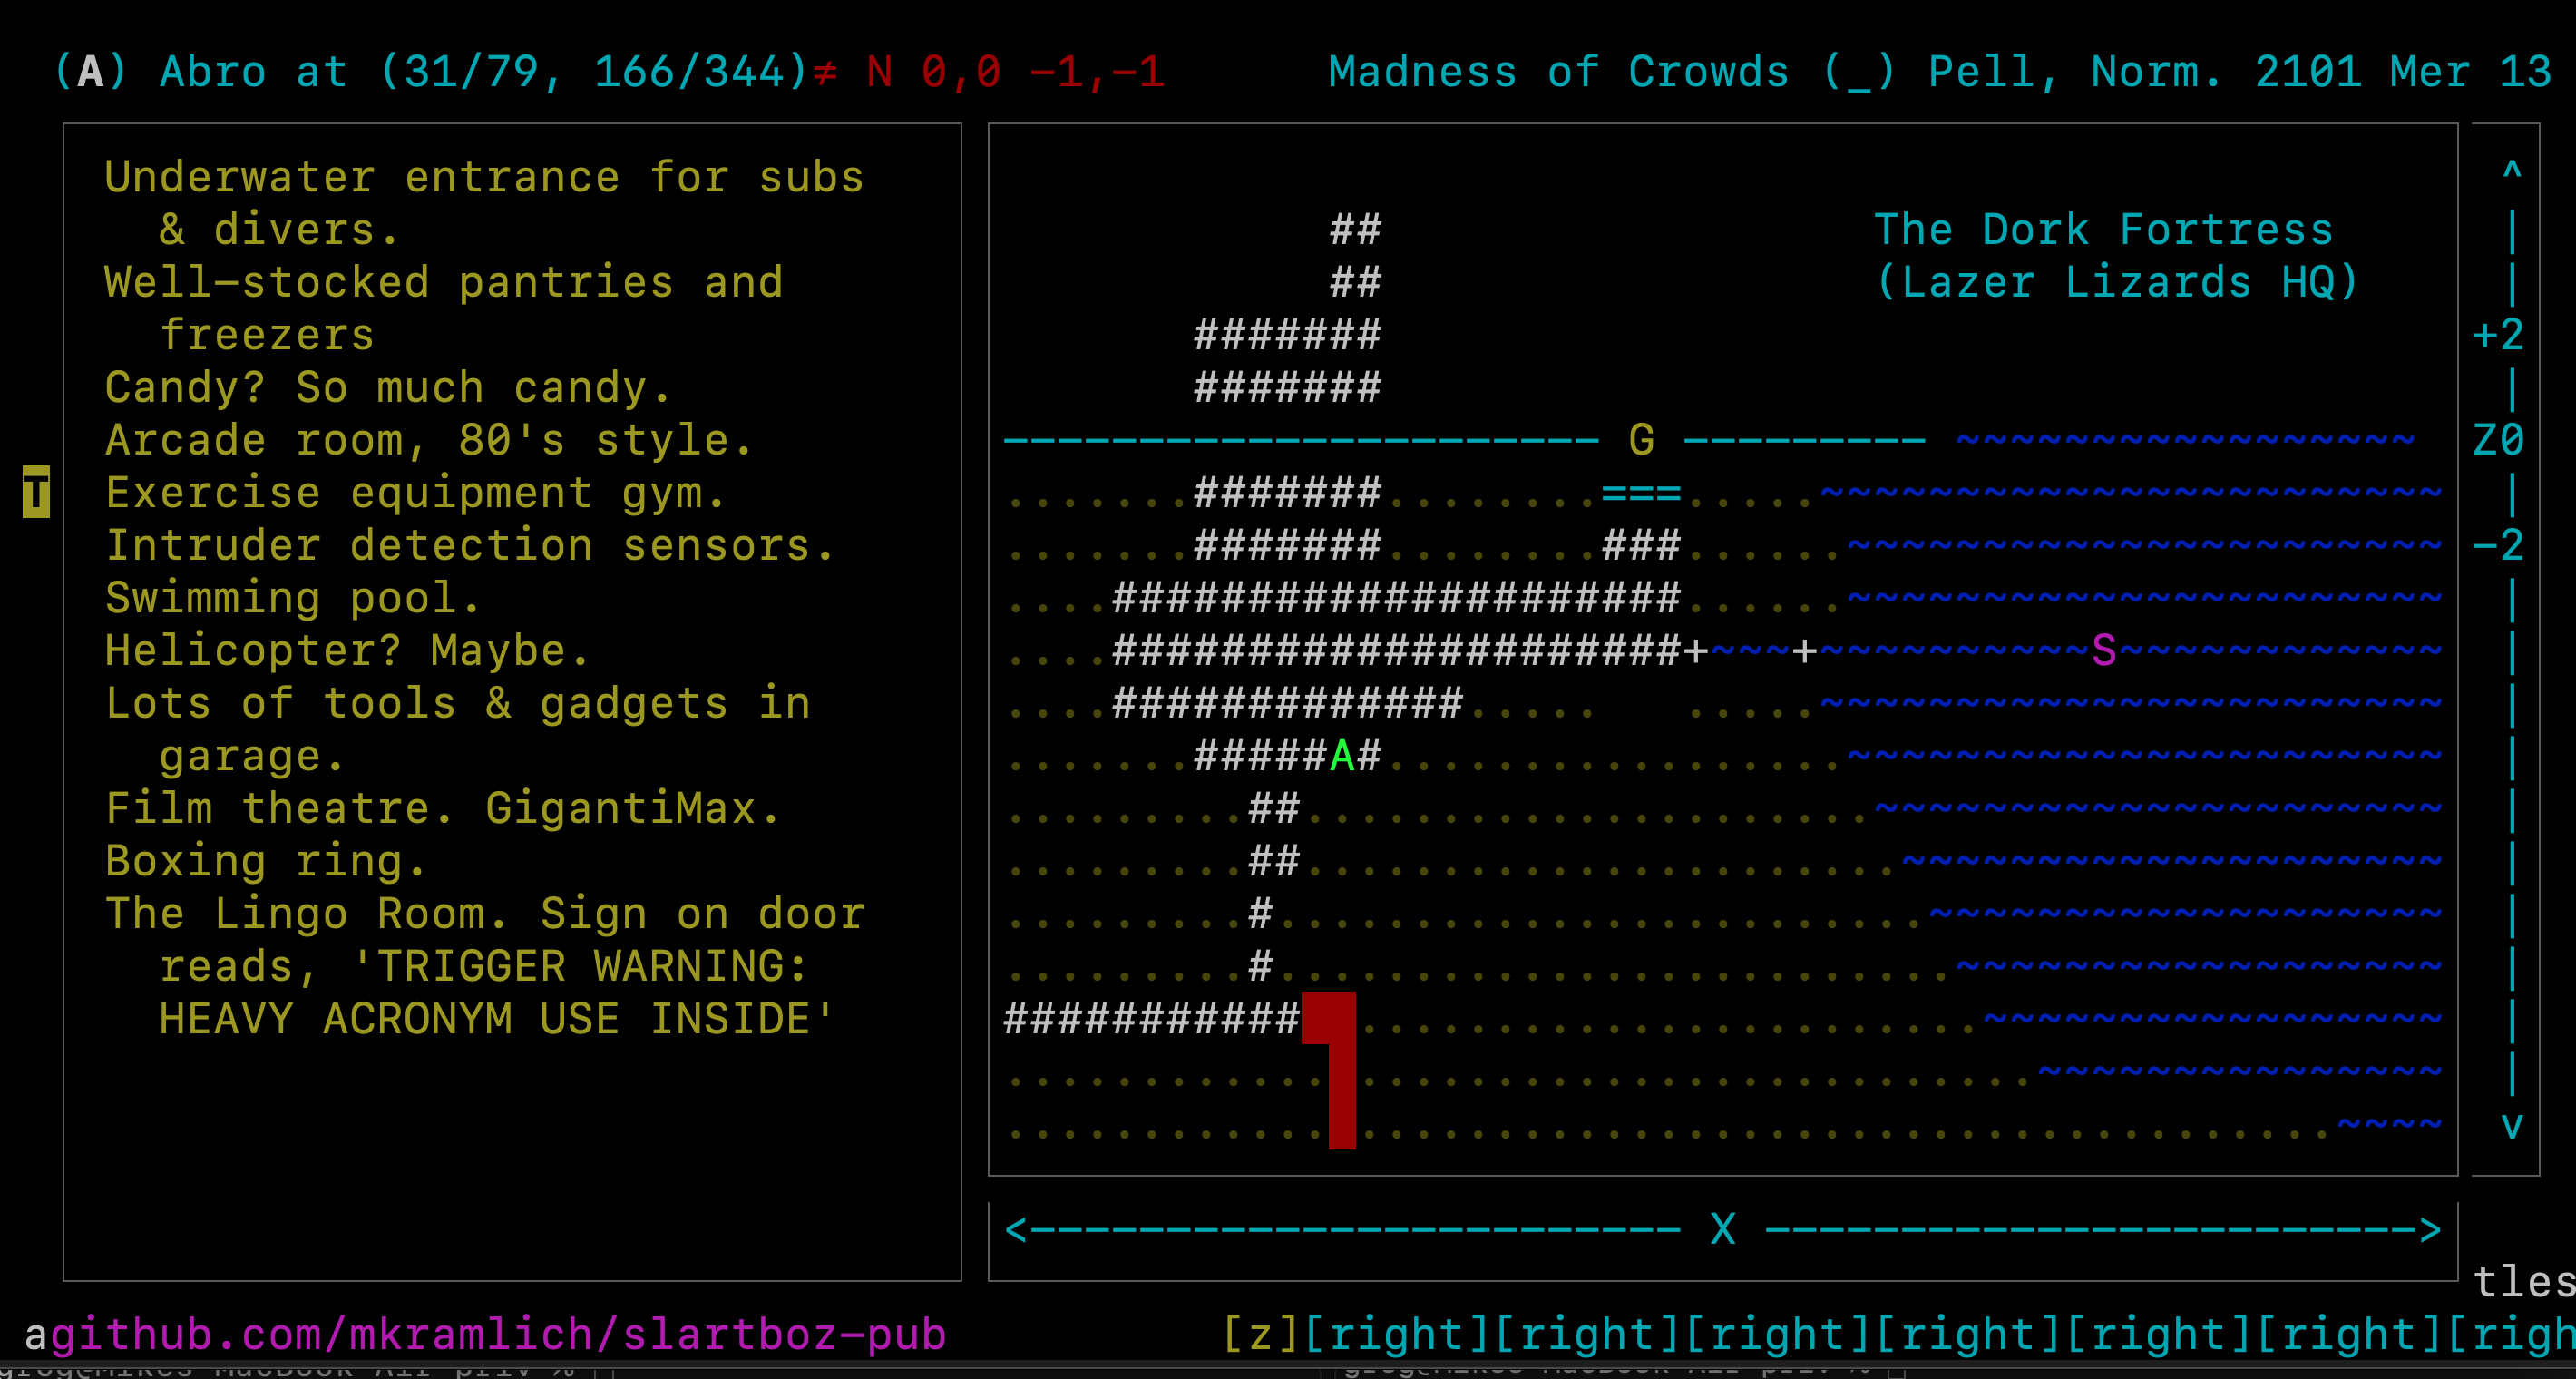 (A) Abro at (31/79, 166/344)≠ N 0,0 -1,-1
Madness of Crowds (_) Pell, Norm. 2101 Mer 13
Underwater entrance for subs
& divers.
Well-stocked pantries and
freezers
Candy? So much candy.
Arcade room, 80's style.
T
Exercise equipment gym.
Intruder detection sensors.
Swimming pool.
Helicopter? Maybe.
Lots of tools & gadgets in
garage.
Film theatre. GigantiMax.
Boxing ring.
The Lingo Room. Sign on door
reads, 'TRIGGER WARNING:
HEAVY ACRONYM USE INSIDE'
The Dork Fortress
(Lazer Lizards HQ)
G
S
A
^
+2
Z0
-2
v
<------------------------ X ------------------------>
tles
agithub.com/mkramlich/slartboz-pub
[z][right][right][right][right][right][right][righ